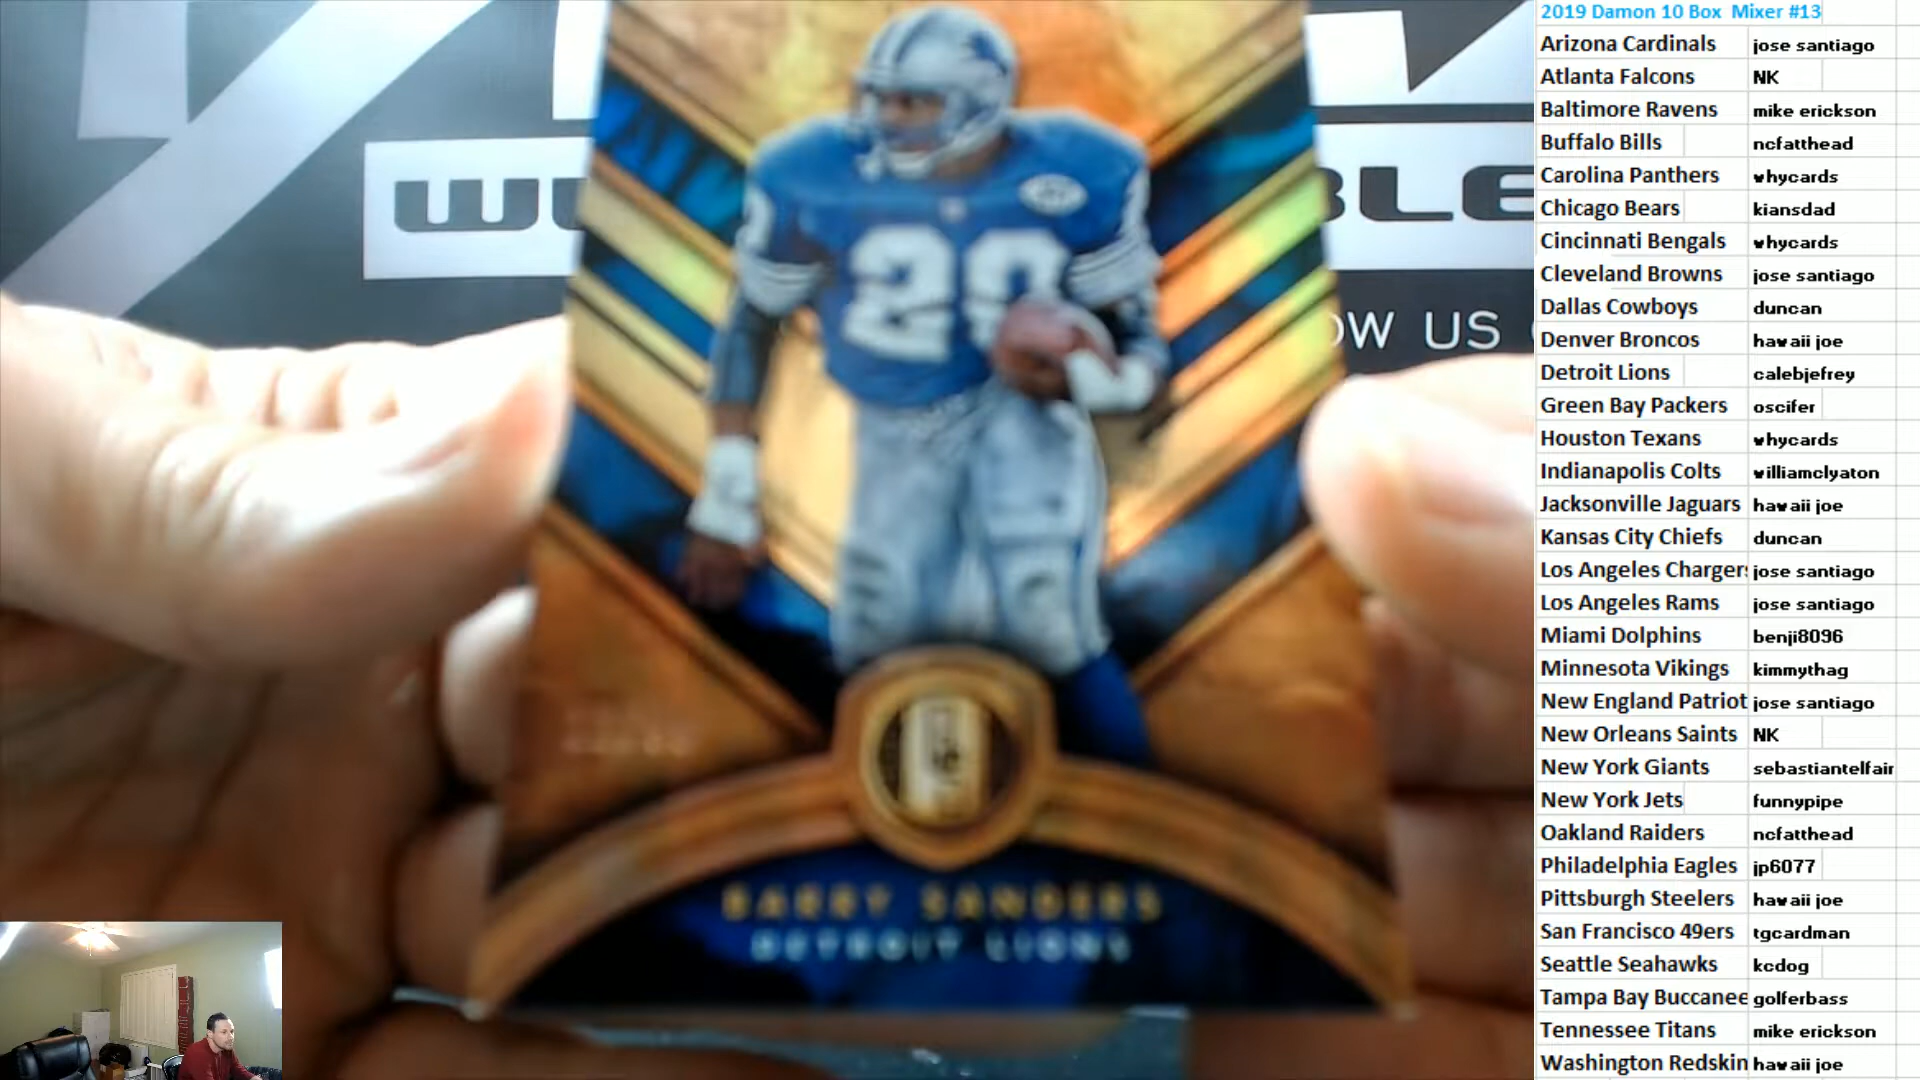 2019 Damon 10 Box Mixer #13
Arizona Cardinals jose santiago
Atlanta Falcons NK
Baltimore Ravens mike erickson
Buffalo Bills ncfatthead
Carolina Panthers whycards
Chicago Bears kiansdad
Cincinnati Bengals whycards
Cleveland Browns jose santiago
Dallas Cowboys duncan
Denver Broncos hawaii joe
Detroit Lions calebjefrey
Green Bay Packers oscifer
Houston Texans whycards
Indianapolis Colts williamclyaton
Jacksonville Jaguars hawaii joe
Kansas City Chiefs duncan
Los Angeles Chargers jose santiago
Los Angeles Rams jose santiago
Miami Dolphins benji8096
Minnesota Vikings kimmythag
New England Patriot jose santiago
New Orleans Saints NK
New York Giants sebastiantelfair
New York Jets funnypipe
Oakland Raiders ncfatthead
Philadelphia Eagles jp6077
Pittsburgh Steelers hawaii joe
San Francisco 49ers tgcardman
Seattle Seahawks kcdog
Tampa Bay Buccanee golferbass
Tennessee Titans mike erickson
Washington Redskin hawaii joe
20
BARRY SANDERS
DETROIT LIONS
BLE
OW US